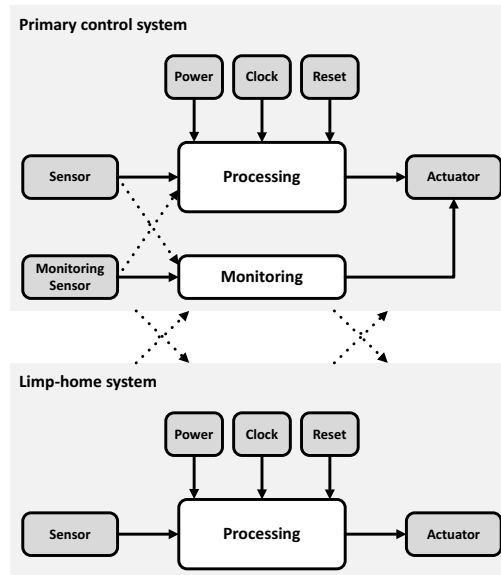 Primary control system
Power
Clock
Reset
Sensor
Processing
Actuator
Monitoring
Sensor
Monitoring
Limp-home system
Power
Clock
Reset
Sensor
Processing
Actuator